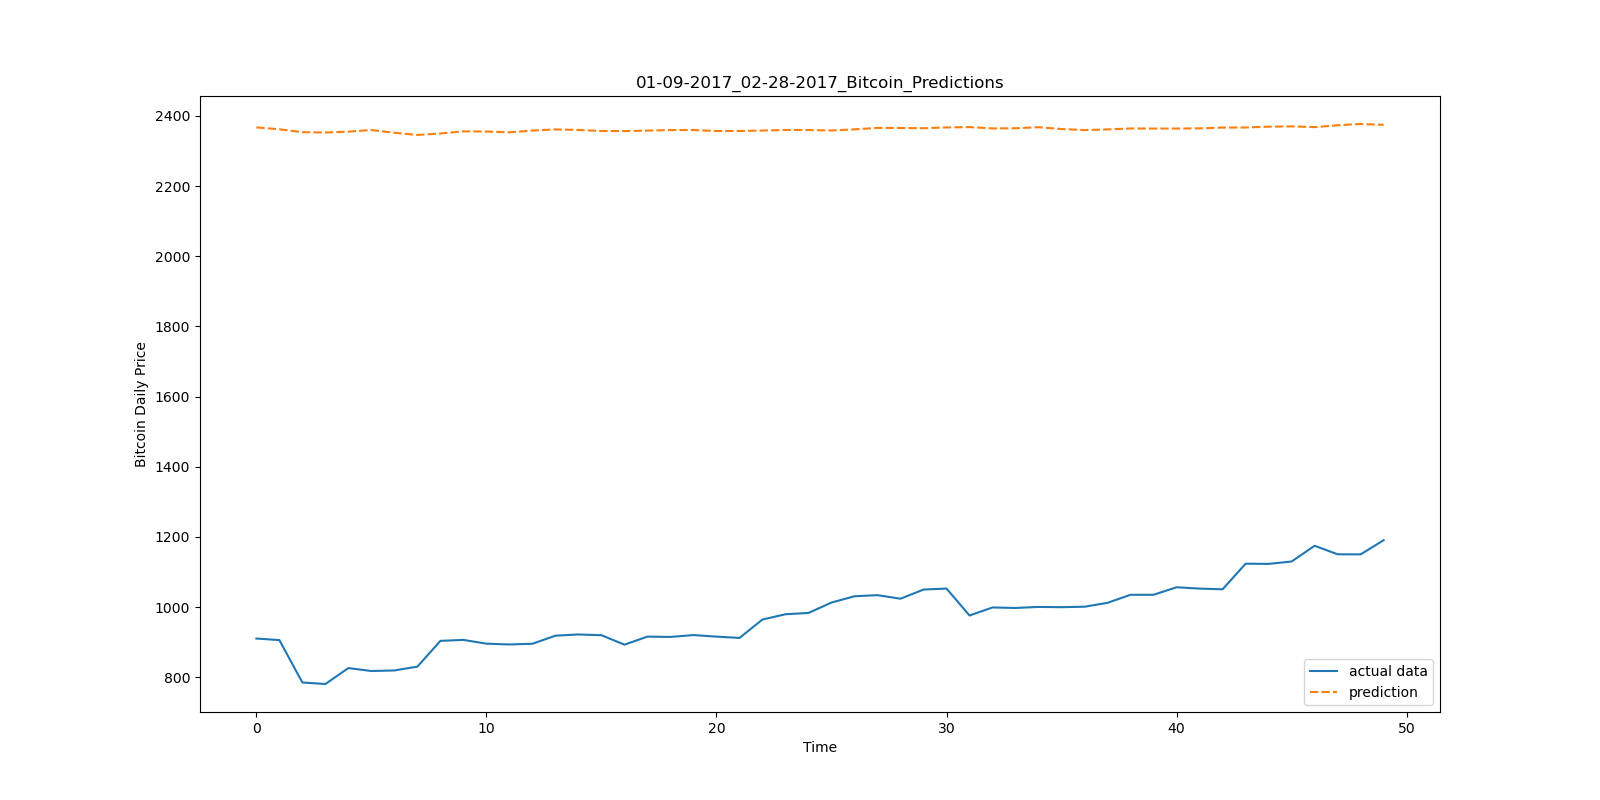 01-09-2017_02-28-2017_Bitcoin_Predictions
2400
2200
2000
1800
1600
1400
1200
1000
800
Bitcoin Daily Price
0 10 20 30 40 50
Time
actual data
prediction